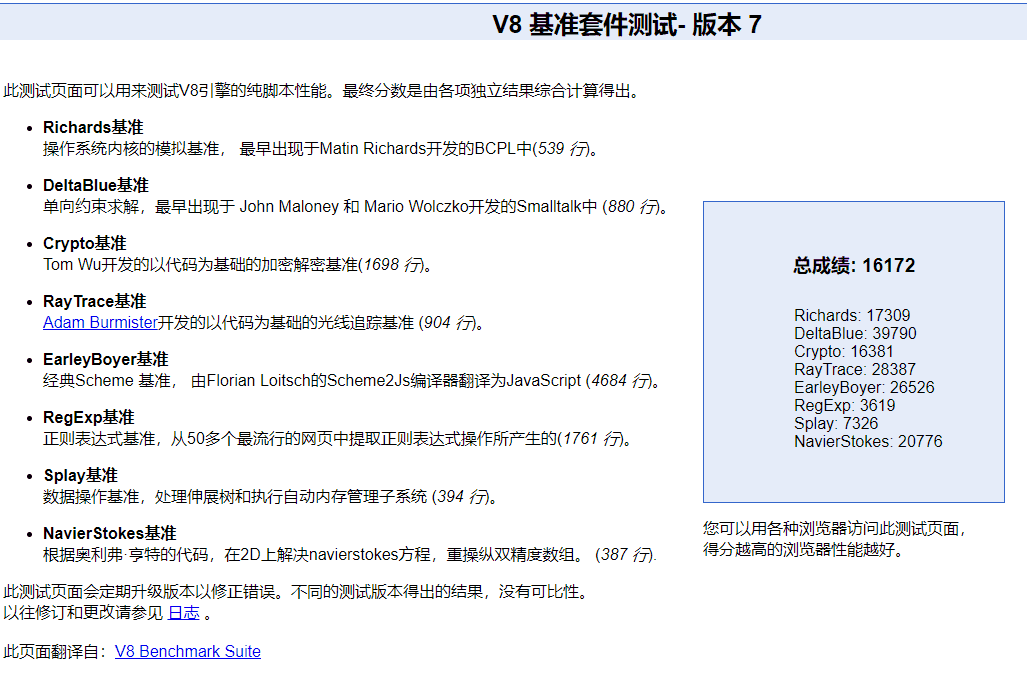 V8 基准套件测试- 版本 7
此测试页面可以用来测试V8引擎的纯脚本性能。最终分数是由各项独立结果综合计算得出。
• Richards基准
操作系统内核的模拟基准， 最早出现于Matin Richards开发的BCPL中(539 行)。
• DeltaBlue基准
单向约束求解，最早出现于 John Maloney 和 Mario Wolczko开发的Smalltalk中 (880 行)。
• Crypto基准
Tom Wu开发的以代码为基础的加密解密基准(1698 行)。
• RayTrace基准
Adam Burmister开发的以代码为基础的光线追踪基准 (904 行)。
• EarleyBoyer基准
经典Scheme 基准， 由Florian Loitsch的Scheme2Js编译器翻译为JavaScript (4684 行)。
• RegExp基准
正则表达式基准，从50多个最流行的网页中提取正则表达式操作所产生的(1761 行)。
• Splay基准
数据操作基准，处理伸展树和执行自动内存管理子系统 (394 行)。
• NavierStokes基准
根据奥利弗·亨特的代码，在2D上解决navierstokes方程，重操纵双精度数组。 (387 行).
此测试页面会定期升级版本以修正错误。不同的测试版本得出的结果，没有可比性。
以往修订和更改请参见 日志 。
此页面翻译自： V8 Benchmark Suite
总成绩: 16172
Richards: 17309
DeltaBlue: 39790
Crypto: 16381
RayTrace: 28387
EarleyBoyer: 26526
RegExp: 3619
Splay: 7326
NavierStokes: 20776
您可以用各种浏览器访问此测试页面，
得分越高的浏览器性能越好。